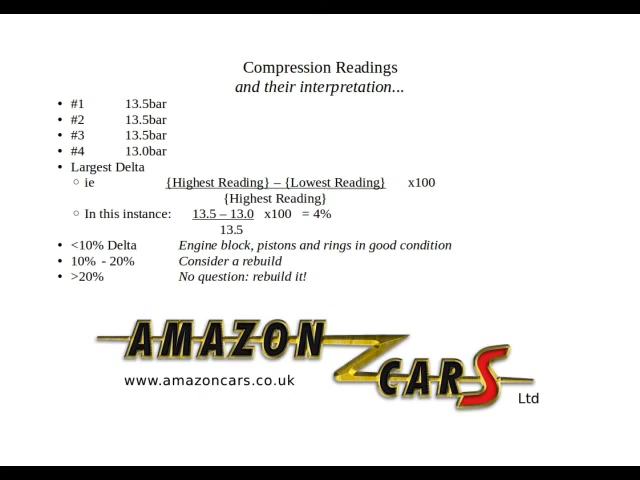 Compression Readings
and their interpretation...
• #1 13.5bar
• #2 13.5bar
• #3 13.5bar
• #4 13.0bar
• Largest Delta
○ ie {Highest Reading} – {Lowest Reading} x100
{Highest Reading}
○ In this instance: 13.5 – 13.0 x100 = 4%
13.5
• <10% Delta Engine block, pistons and rings in good condition
• 10% - 20% Consider a rebuild
• >20% No question: rebuild it!
AMAZON
CARS
www.amazoncars.co.uk
Ltd